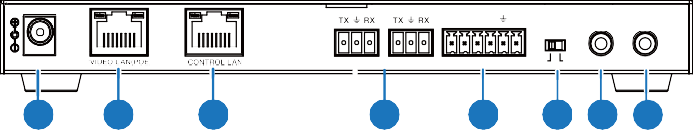 TX ⏚ RX
TX ⏚ RX
⏚
VIDEO LAN(POE
CONTROL LAN